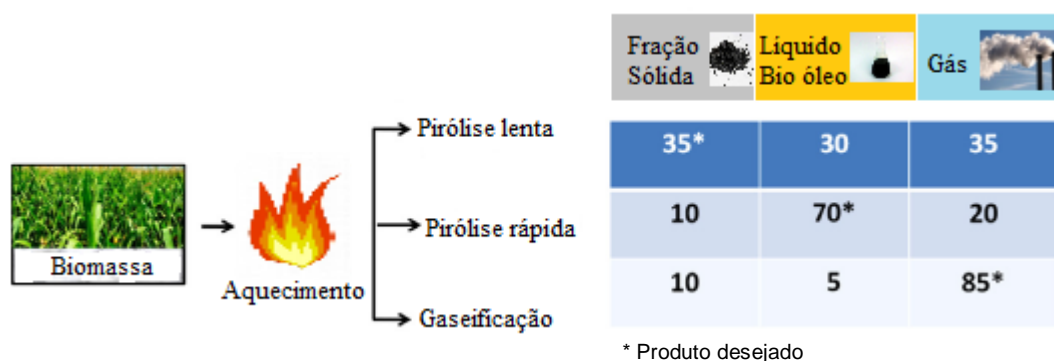 Fração
Sólida
Líquido
Bio óleo
Gás
Pirólise lenta
35* 30 35
Biomassa
Aquecimento
Pirólise rápida
10 70* 20
Gaseificação
10 5 85*
* Produto desejado